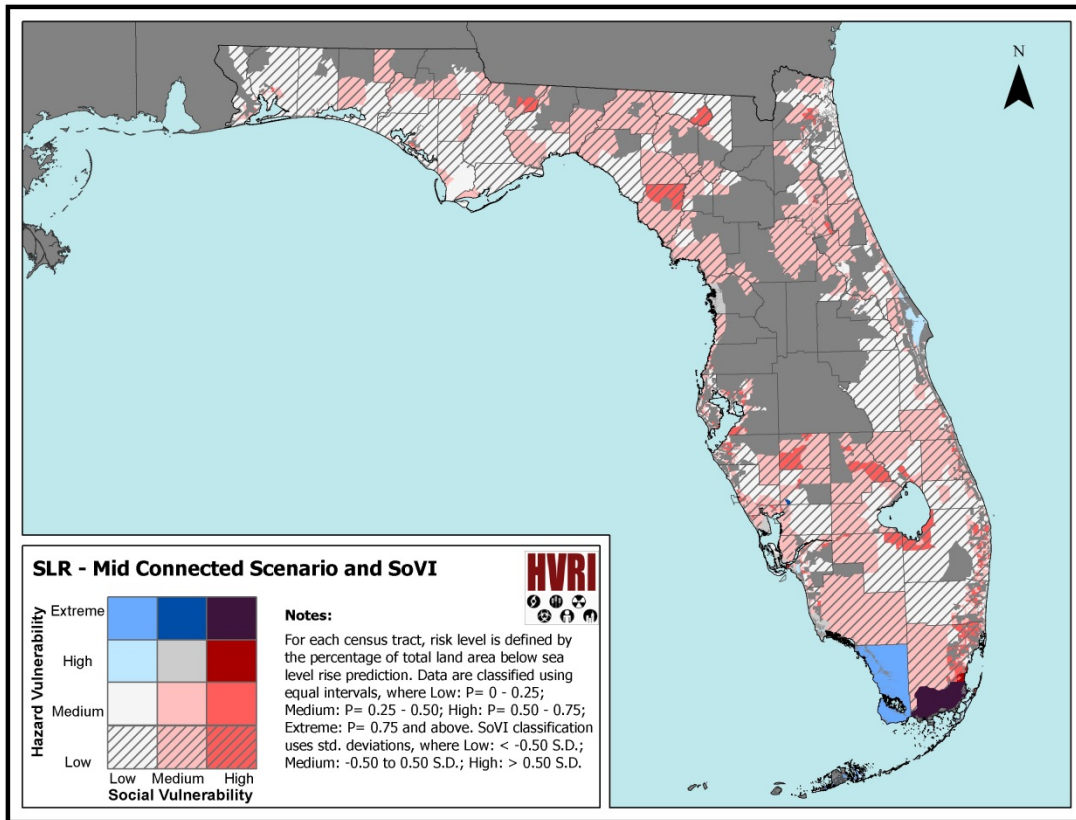 N
SLR - Mid Connected Scenario and SoVI
HVRI
Hazard Vulnerability
Extreme
High
Medium
Low
Low Medium High
Social Vulnerability
Notes:
For each census tract, risk level is defined by
the percentage of total land area below sea
level rise prediction. Data are classified using
equal intervals, where Low: P= 0 - 0.25;
Medium: P= 0.25 - 0.50; High: P= 0.50 - 0.75;
Extreme: P= 0.75 and above. SoVI classification
uses std. deviations, where Low: < -0.50 S.D.;
Medium: -0.50 to 0.50 S.D.; High: > 0.50 S.D.